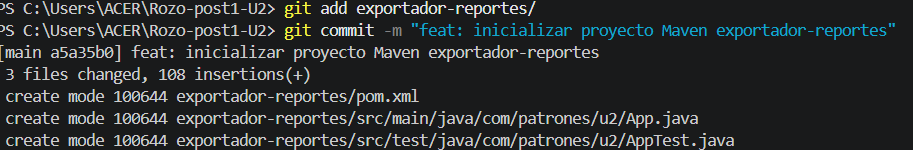 PS C:\Users\ACER\Rozo-post1-U2> git add exportador-reportes/
PS C:\Users\ACER\Rozo-post1-U2> git commit -m "feat: inicializar proyecto Maven exportador-reportes"
[main a5a35b0] feat: inicializar proyecto Maven exportador-reportes
 3 files changed, 108 insertions(+)
 create mode 100644 exportador-reportes/pom.xml
 create mode 100644 exportador-reportes/src/main/java/com/patrones/u2/App.java
 create mode 100644 exportador-reportes/src/test/java/com/patrones/u2/AppTest.java